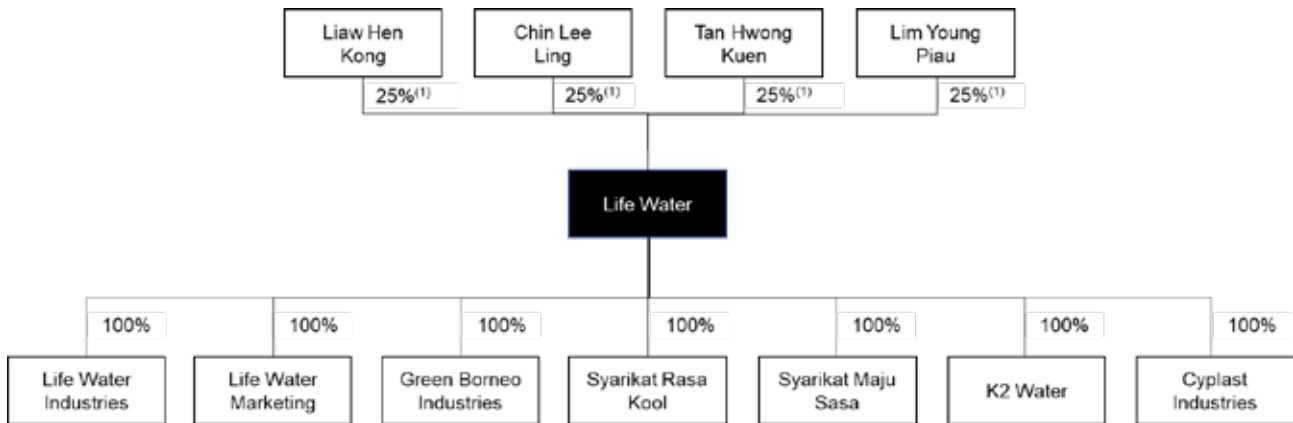 Liaw Hen
Kong
Chin Lee
Ling
Tan Hwong
Kuen
Lim Young
Piau
25%(1)
25%(1)
25%(1)
25%(1)
Life Water
100%
100%
100%
100%
100%
100%
100%
Life Water
Industries
Life Water
Marketing
Green Borneo
Industries
Syarikat Rasa
Kool
Syarikat Maju
Sasa
K2 Water
Cyplast
Industries